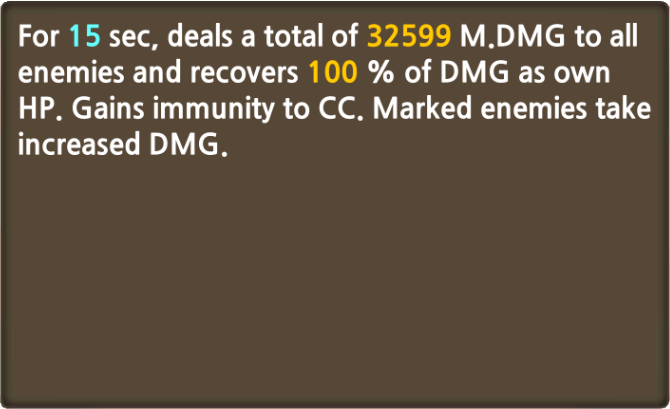 For 15 sec, deals a total of 32599 M.DMG to all
enemies and recovers 100 % of DMG as own
HP. Gains immunity to CC. Marked enemies take
increased DMG.